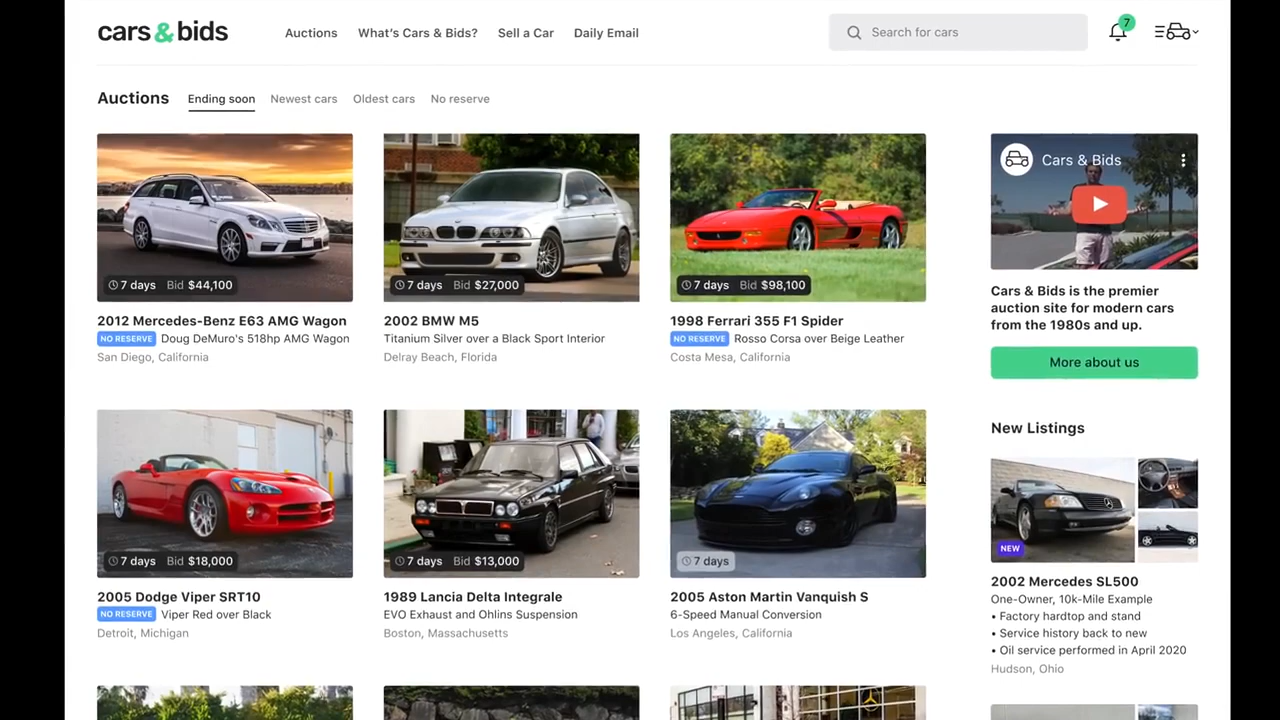 cars & bids
Auctions
What's Cars & Bids?
Sell a Car
Daily Email
Search for cars
7
Auctions
Ending soon
Newest cars
Oldest cars
No reserve
7 days Bid $44,100
2012 Mercedes-Benz E63 AMG Wagon
NO RESERVE Doug DeMuro's 518hp AMG Wagon
San Diego, California
7 days Bid $27,000
2002 BMW M5
Titanium Silver over a Black Sport Interior
Delray Beach, Florida
7 days Bid $98,100
1998 Ferrari 355 F1 Spider
NO RESERVE Rosso Corsa over Beige Leather
Costa Mesa, California
7 days Bid $18,000
2005 Dodge Viper SRT10
NO RESERVE Viper Red over Black
Detroit, Michigan
7 days Bid $13,000
1989 Lancia Delta Integrale
EVO Exhaust and Ohlins Suspension
Boston, Massachusetts
7 days
2005 Aston Martin Vanquish S
6-Speed Manual Conversion
Los Angeles, California
Cars & Bids
Cars & Bids is the premier
auction site for modern cars
from the 1980s and up.
More about us
New Listings
NEW
2002 Mercedes SL500
One-Owner, 10k-Mile Example
• Factory hardtop and stand
• Service history back to new
• Oil service performed in April 2020
Hudson, Ohio